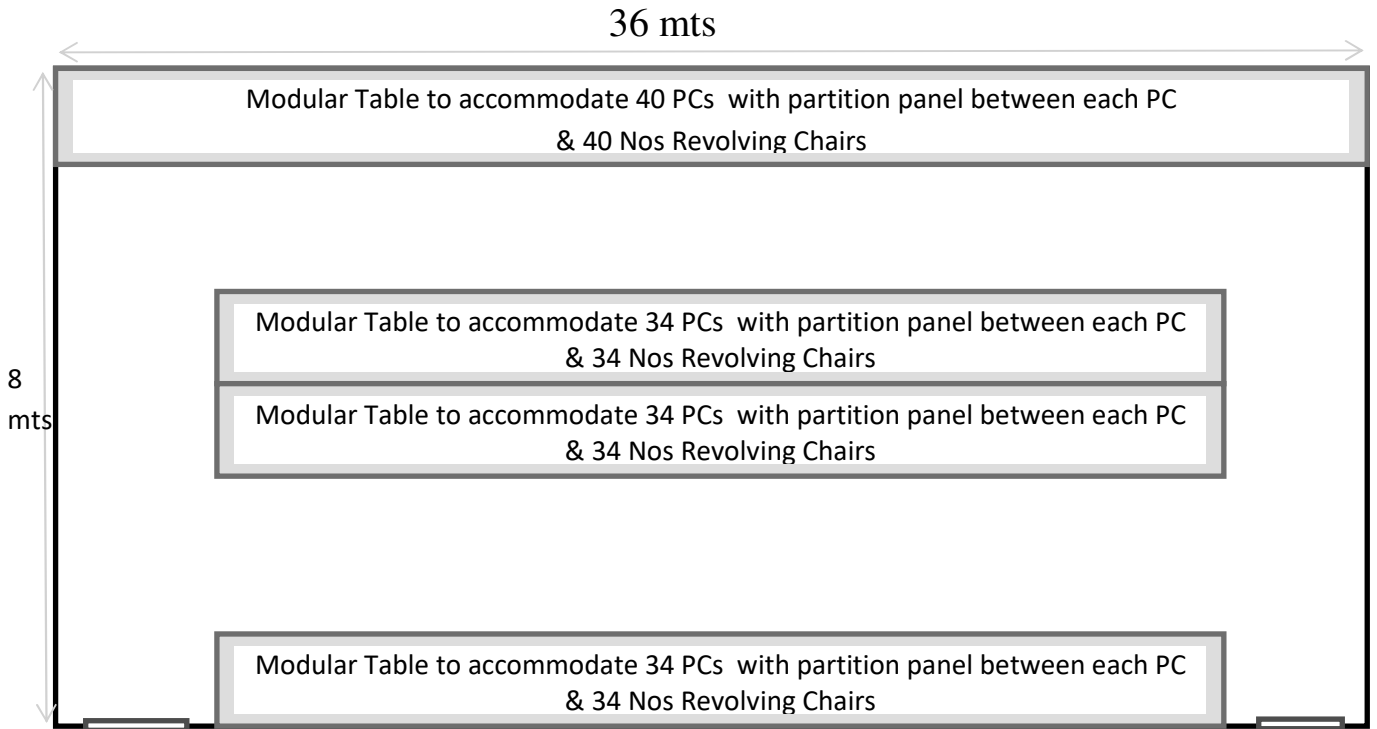 36 mts
Modular Table to accommodate 40 PCs with partition panel between each PC
& 40 Nos Revolving Chairs
Modular Table to accommodate 34 PCs with partition panel between each PC
& 34 Nos Revolving Chairs
8
mts
Modular Table to accommodate 34 PCs with partition panel between each PC
& 34 Nos Revolving Chairs
Modular Table to accommodate 34 PCs with partition panel between each PC
& 34 Nos Revolving Chairs